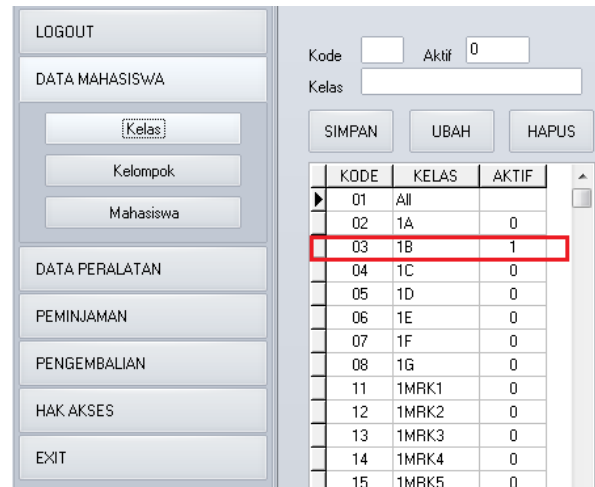 LOGOUT
DATA MAHASISWA
Kelas
Kelompok
Mahasiswa
DATA PERALATAN
PEMINJAMAN
PENGEMBALIAN
HAK AKSES
EXIT
Kode Aktif 0
Kelas
SIMPAN UBAH HAPUS
KODE KELAS AKTIF
01 All
02 1A 0
03 1B 1
04 1C 0
05 1D 0
06 1E 0
07 1F 0
08 1G 0
11 1MRK1 0
12 1MRK2 0
13 1MRK3 0
14 1MRK4 0
15 1MRK5 0